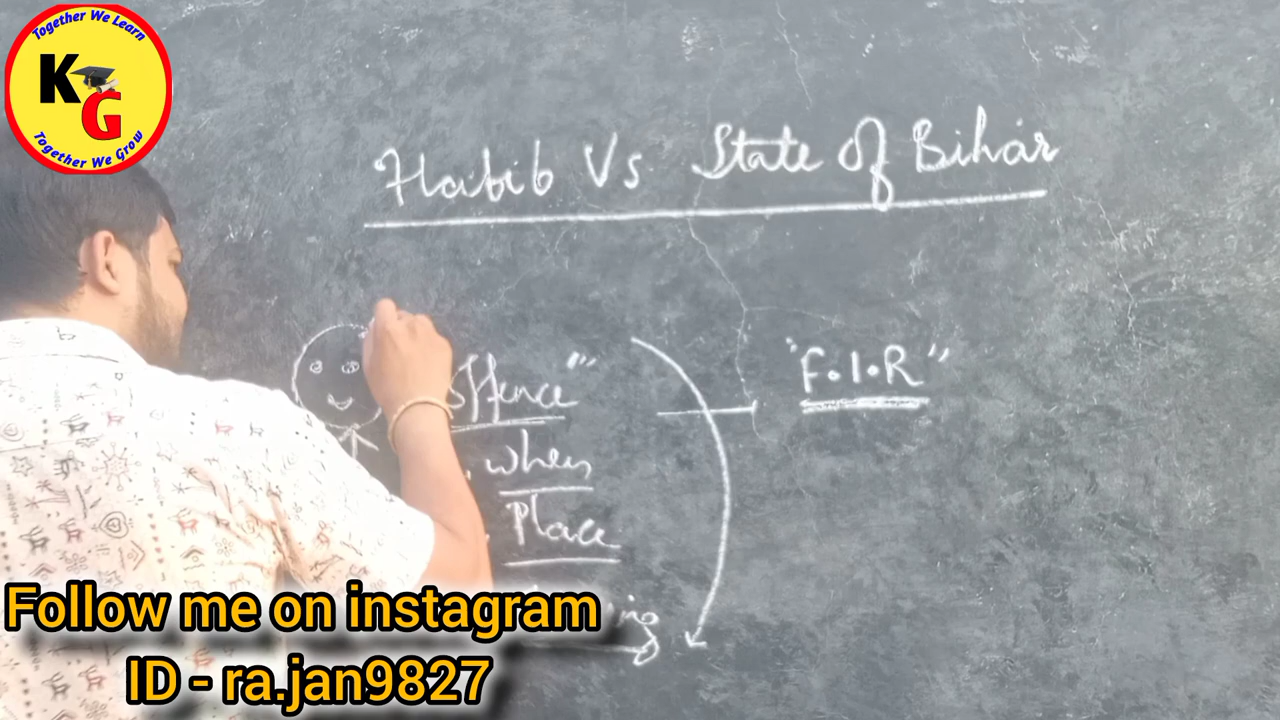 Together We Learn
KG
Together We Grow
Habib Vs State of Bihar
offence"
"F.I.R"
when
Place
Follow me on instagram
ID - ra.jan9827